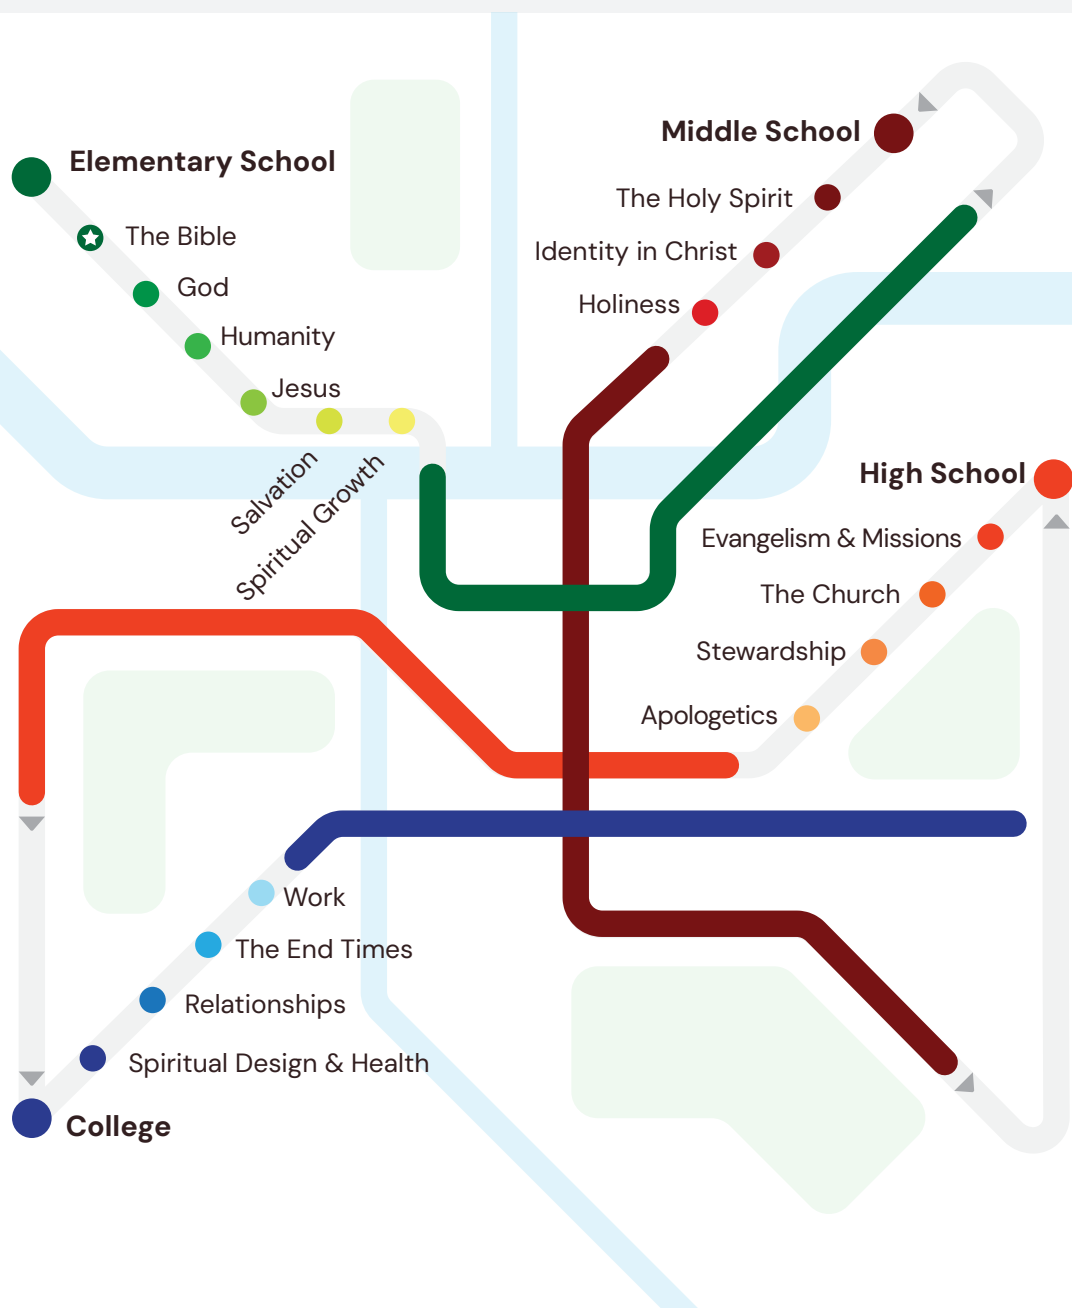 Elementary School
The Bible
God
Humanity
Jesus
Salvation
Spiritual Growth
Middle School
The Holy Spirit
Identity in Christ
Holiness
High School
Evangelism & Missions
The Church
Stewardship
Apologetics
Work
The End Times
Relationships
Spiritual Design & Health
College